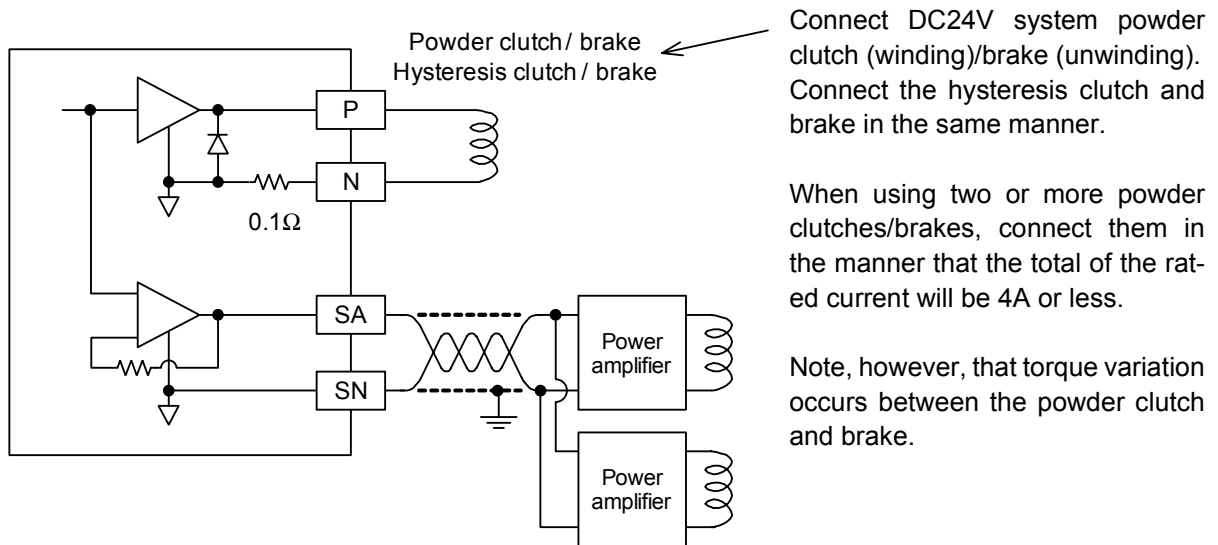 Powder clutch / brake
Hysteresis clutch / brake
P
N
0.1Ω
SA
SN
Power
amplifier
Power
amplifier
Connect DC24V system powder
clutch (winding)/brake (unwinding).
Connect the hysteresis clutch and
brake in the same manner.
When using two or more powder
clutches/brakes, connect them in
the manner that the total of the rat-
ed current will be 4A or less.
Note, however, that torque variation
occurs between the powder clutch
and brake.